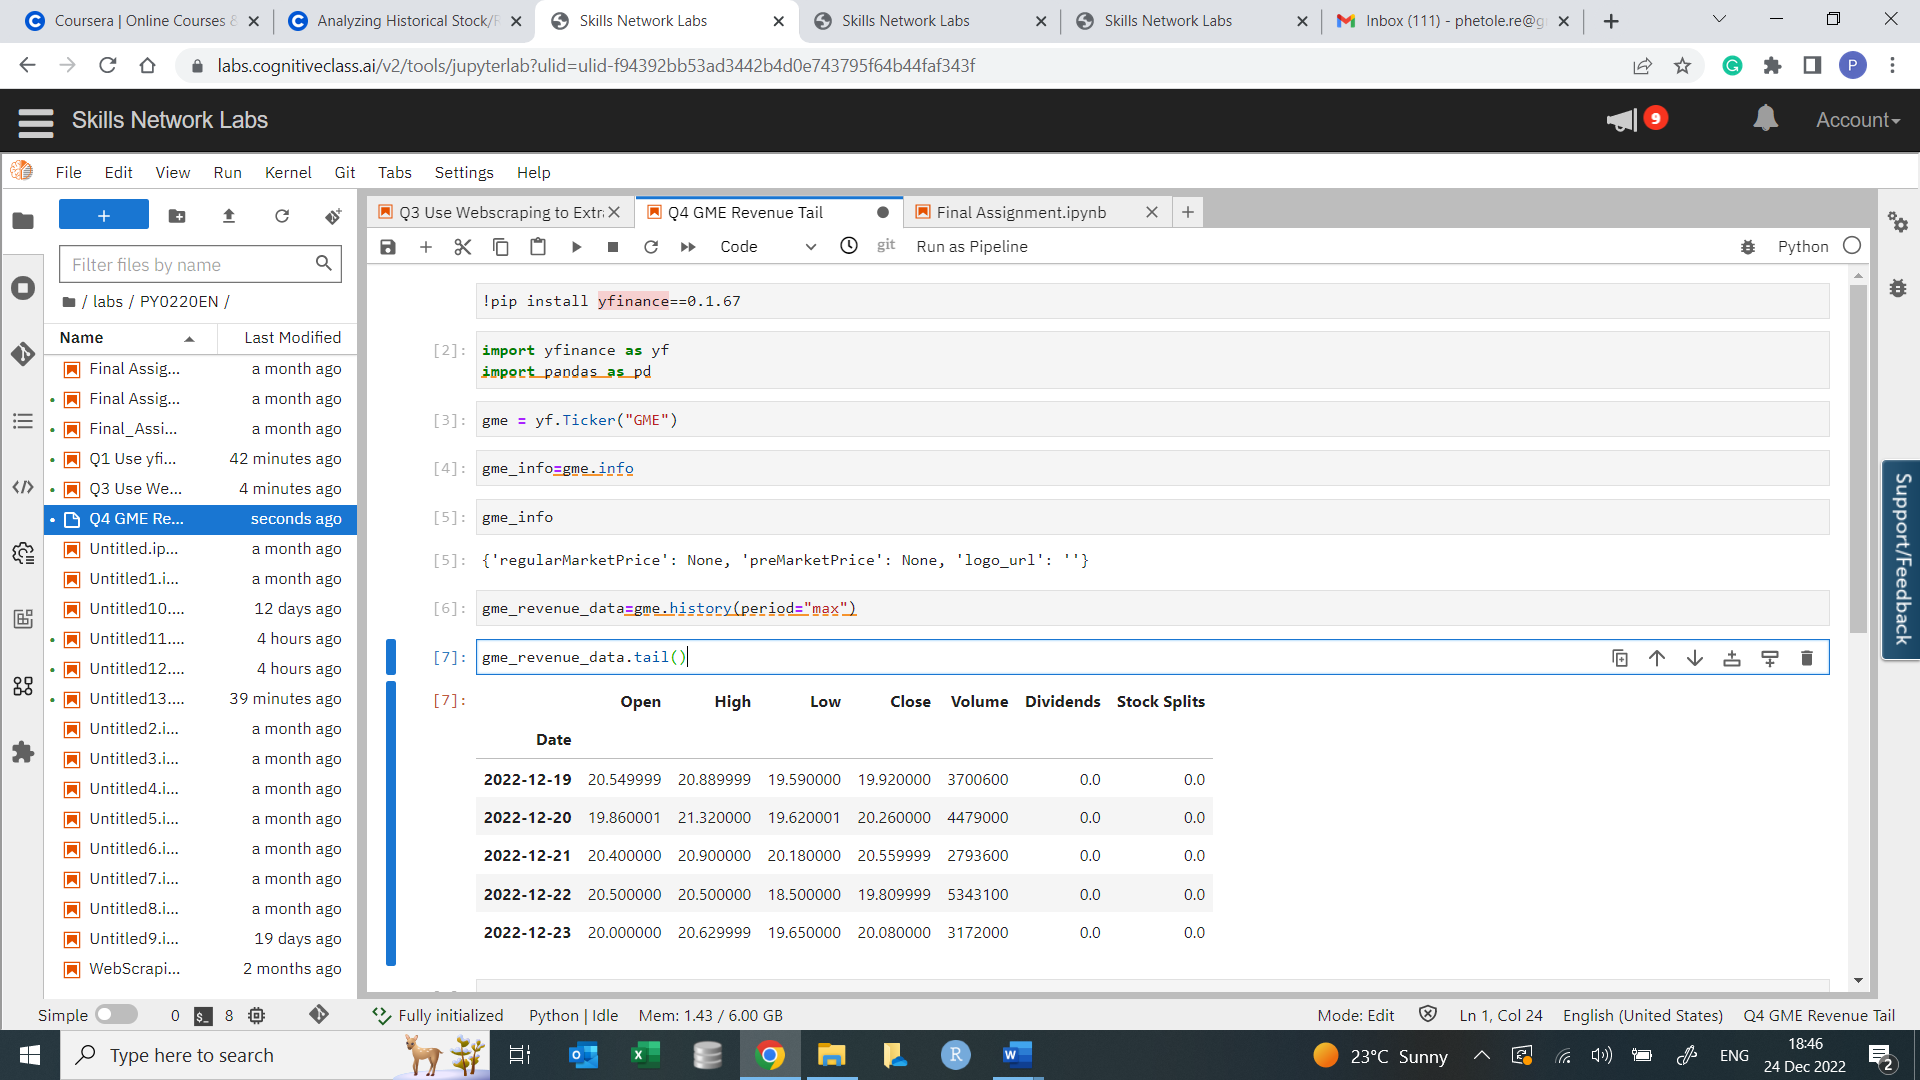 Coursera | Online Courses &
Analyzing Historical Stock/R
Skills Network Labs
Skills Network Labs
Skills Network Labs
Inbox (111) - phetole.re@g
labs.cognitiveclass.ai/v2/tools/jupyterlab?ulid=ulid-f94392bb53ad3442b4d0e743795f64b44faf343f
P
Skills Network Labs
9
Account
File Edit View Run Kernel Git Tabs Settings Help
Q3 Use Webscraping to Extra
Q4 GME Revenue Tail
Final Assignment.ipynb
Code
git
Run as Pipeline
Python
Filter files by name
/ labs / PY0220EN /
Name Last Modified
Final Assig... a month ago
Final Assig... a month ago
Final_Assi... a month ago
Q1 Use yfi... 42 minutes ago
Q3 Use We... 4 minutes ago
Q4 GME Re... seconds ago
Untitled.ip... a month ago
Untitled1.i... a month ago
Untitled10.... 12 days ago
Untitled11.... 4 hours ago
Untitled12.... 4 hours ago
Untitled13.... 39 minutes ago
Untitled2.i... a month ago
Untitled3.i... a month ago
Untitled4.i... a month ago
Untitled5.i... a month ago
Untitled6.i... a month ago
Untitled7.i... a month ago
Untitled8.i... a month ago
Untitled9.i... 19 days ago
WebScrapi... 2 months ago
!pip install yfinance==0.1.67
[2]: import yfinance as yf
import pandas as pd
[3]: gme = yf.Ticker("GME")
[4]: gme_info=gme.info
[5]: gme_info
[5]: {'regularMarketPrice': None, 'preMarketPrice': None, 'logo_url': ''}
[6]: gme_revenue_data=gme.history(period="max")
[7]: gme_revenue_data.tail()
[7]: Open High Low Close Volume Dividends Stock Splits
Date
2022-12-19 20.549999 20.889999 19.590000 19.920000 3700600 0.0 0.0
2022-12-20 19.860001 21.320000 19.620001 20.260000 4479000 0.0 0.0
2022-12-21 20.400000 20.900000 20.180000 20.559999 2793600 0.0 0.0
2022-12-22 20.500000 20.500000 18.500000 19.809999 5343100 0.0 0.0
2022-12-23 20.000000 20.629999 19.650000 20.080000 3172000 0.0 0.0
Support/Feedback
Simple 0 $_ 8 Fully initialized Python | Idle Mem: 1.43 / 6.00 GB Mode: Edit Ln 1, Col 24 English (United States) Q4 GME Revenue Tail
Type here to search
23°C Sunny
ENG
18:46
24 Dec 2022
2